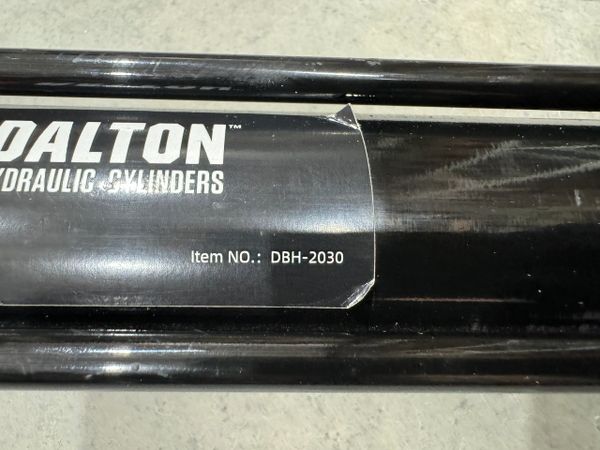 DALTON™
YDRAULIC CYLINDERS
Item NO.: DBH-2030